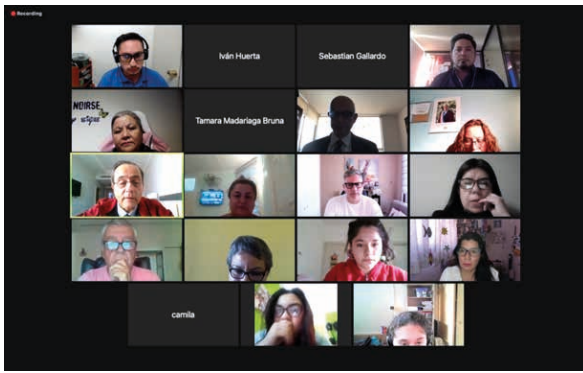 Recording
Iván Huerta
Sebastian Gallardo
Tamara Madariaga Bruna
camila